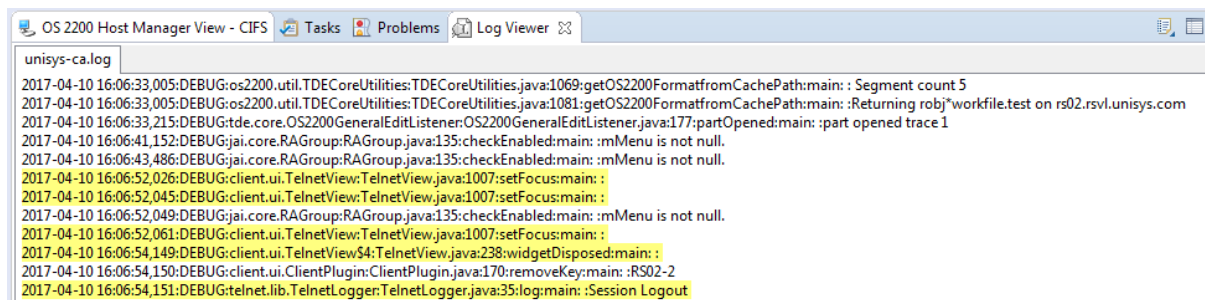 OS 2200 Host Manager View - CIFS Tasks Problems Log Viewer
unisys-ca.log
2017-04-10 16:06:33,005:DEBUG:os2200.util.TDECoreUtilities:TDECoreUtilities.java:1069:getOS2200FormatfromCachePath:main: : Segment count 5
2017-04-10 16:06:33,005:DEBUG:os2200.util.TDECoreUtilities:TDECoreUtilities.java:1081:getOS2200FormatfromCachePath:main: :Returning robj*workfile.test on rs02.rsvl.unisys.com
2017-04-10 16:06:33,215:DEBUG:tde.core.OS2200GeneralEditListener:OS2200GeneralEditListener.java:177:partOpened:main: :part opened trace 1
2017-04-10 16:06:41,152:DEBUG:jai.core.RAGroup:RAGroup.java:135:checkEnabled:main: :mMenu is not null.
2017-04-10 16:06:43,486:DEBUG:jai.core.RAGroup:RAGroup.java:135:checkEnabled:main: :mMenu is not null.
2017-04-10 16:06:52,026:DEBUG:client.ui.TelnetView:TelnetView.java:1007:setFocus:main: :
2017-04-10 16:06:52,045:DEBUG:client.ui.TelnetView:TelnetView.java:1007:setFocus:main: :
2017-04-10 16:06:52,049:DEBUG:jai.core.RAGroup:RAGroup.java:135:checkEnabled:main: :mMenu is not null.
2017-04-10 16:06:52,061:DEBUG:client.ui.TelnetView:TelnetView.java:1007:setFocus:main: :
2017-04-10 16:06:54,149:DEBUG:client.ui.TelnetView$4:TelnetView.java:238:widgetDisposed:main: :
2017-04-10 16:06:54,150:DEBUG:client.ui.ClientPlugin:ClientPlugin.java:170:removeKey:main: :RS02-2
2017-04-10 16:06:54,151:DEBUG:telnet.lib.TelnetLogger:TelnetLogger.java:35:log:main: :Session Logout